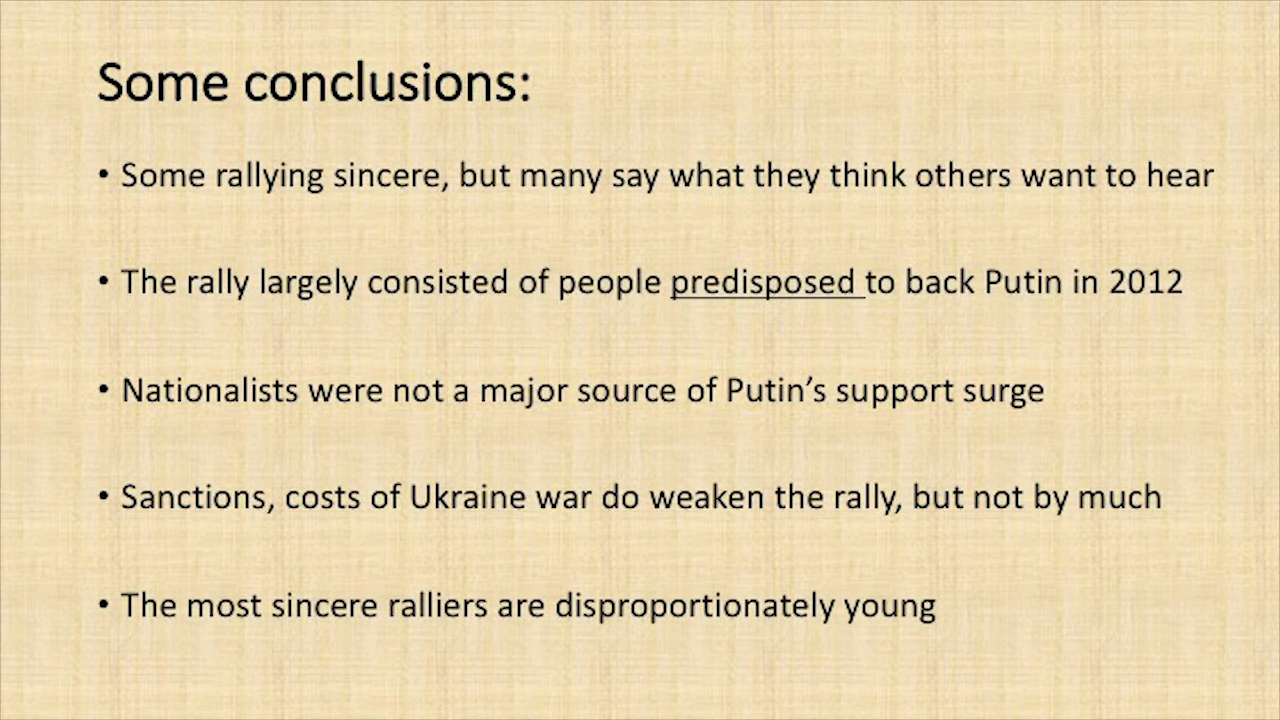 Some conclusions:
• Some rallying sincere, but many say what they think others want to hear
• The rally largely consisted of people predisposed to back Putin in 2012
• Nationalists were not a major source of Putin’s support surge
• Sanctions, costs of Ukraine war do weaken the rally, but not by much
• The most sincere ralliers are disproportionately young